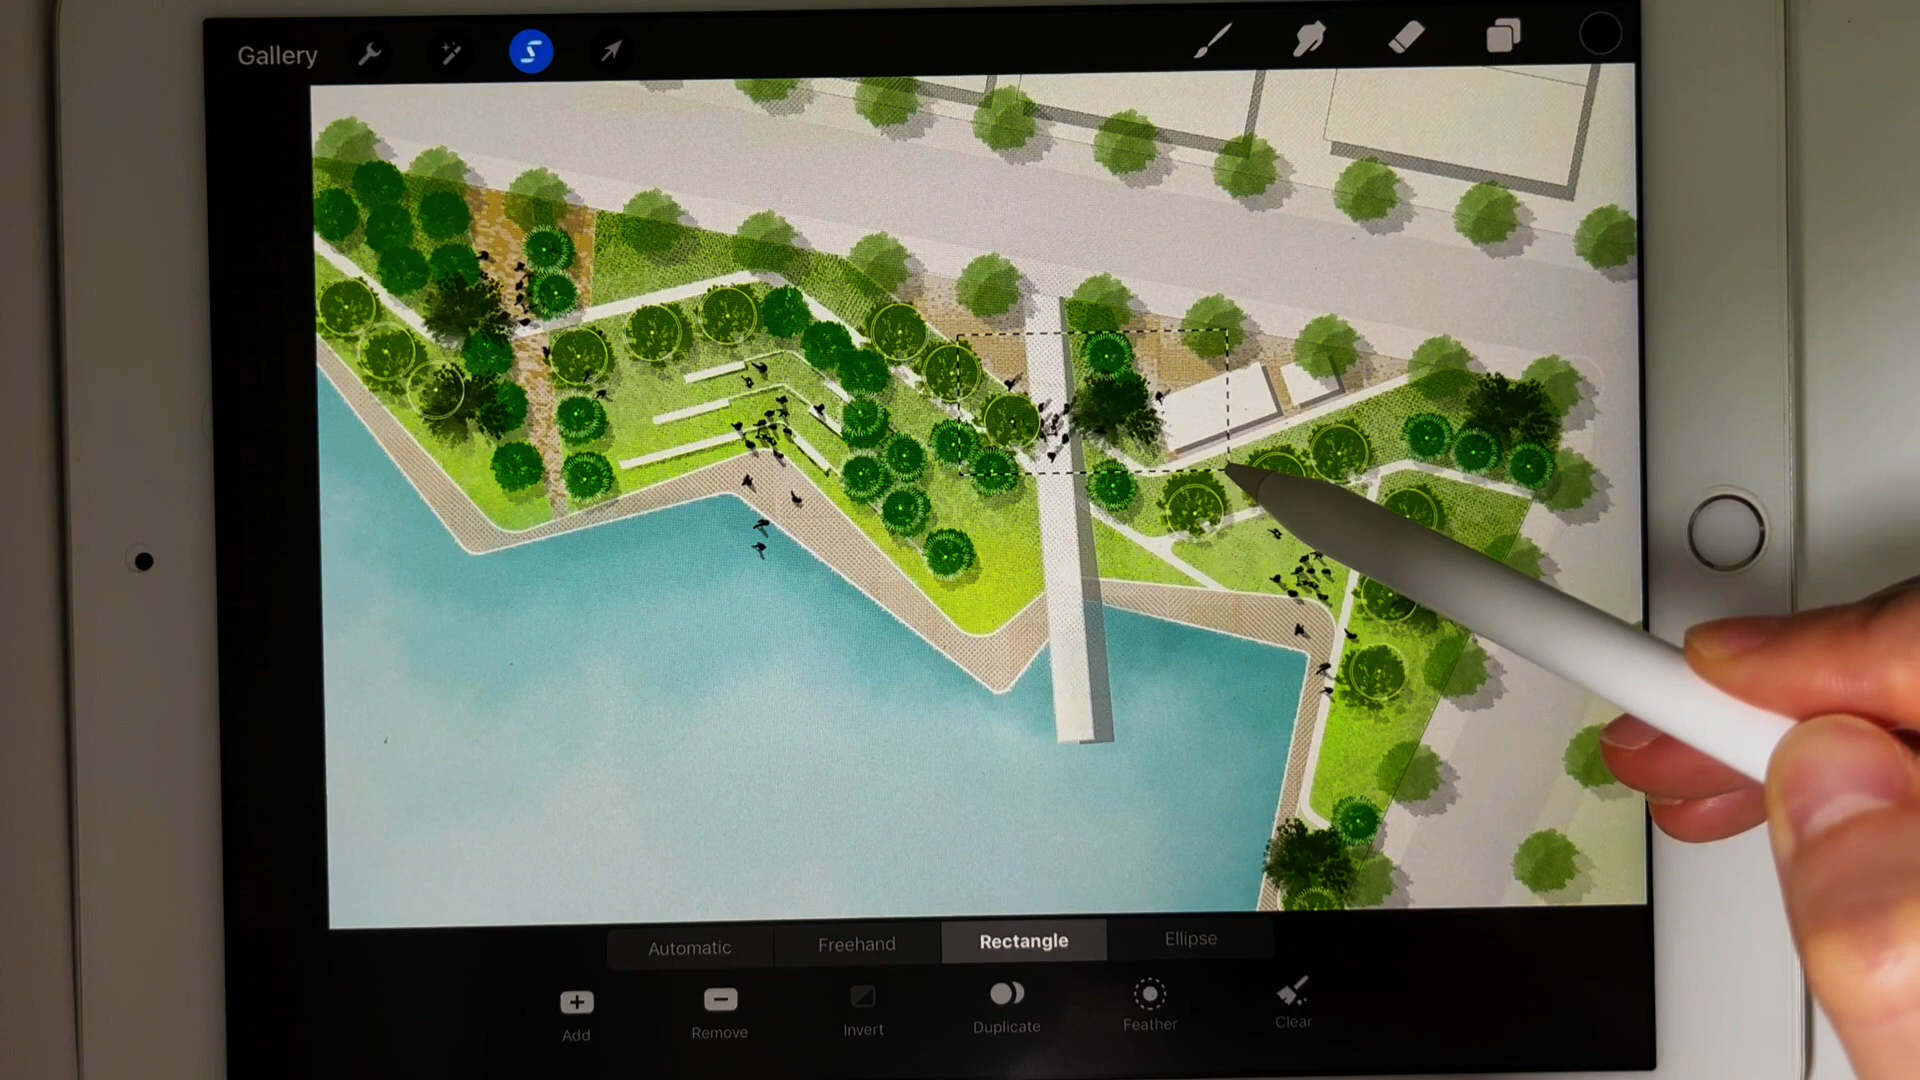 Gallery
Automatic Freehand Rectangle Ellipse
Add Remove Invert Duplicate Feather Clear